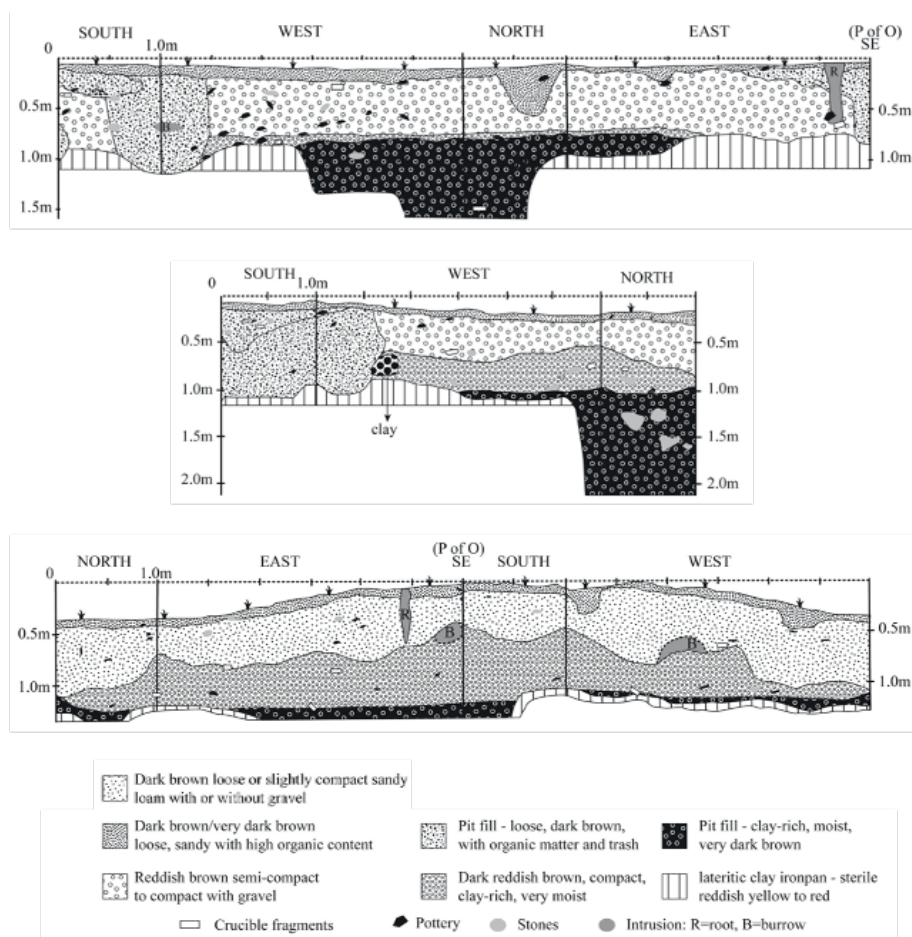 SOUTH WEST NORTH EAST (P of O)
0 1.0m SE
R
0.5m 0.5m
B
1.0m 1.0m
1.5m
SOUTH 1.0m WEST NORTH
0
0.5m 0.5m
1.0m 1.0m
clay
1.5m 1.5m
2.0m 2.0m
(P of O)
NORTH EAST SE SOUTH WEST
0 1.0m
R
B B
0.5m 0.5m
1.0m 1.0m
Dark brown loose or slightly compact sandy
loam with or without gravel
Dark brown/very dark brown
loose, sandy with high organic content
Pit fill - loose, dark brown,
with organic matter and trash
Pit fill - clay-rich, moist,
very dark brown
Reddish brown semi-compact
to compact with gravel
Dark reddish brown, compact,
clay-rich, very moist
lateritic clay ironpan - sterile
reddish yellow to red
Crucible fragments Pottery Stones Intrusion: R=root, B=burrow